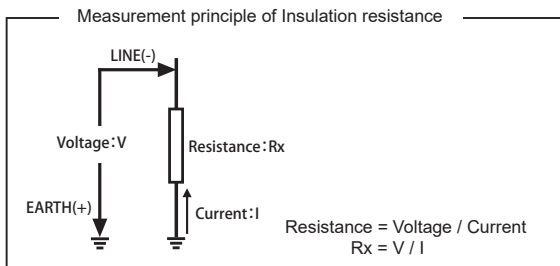 Measurement principle of Insulation resistance
LINE(-)
Voltage:V
Resistance:Rx
EARTH(+)
Current:I
Resistance = Voltage / Current
Rx = V / I